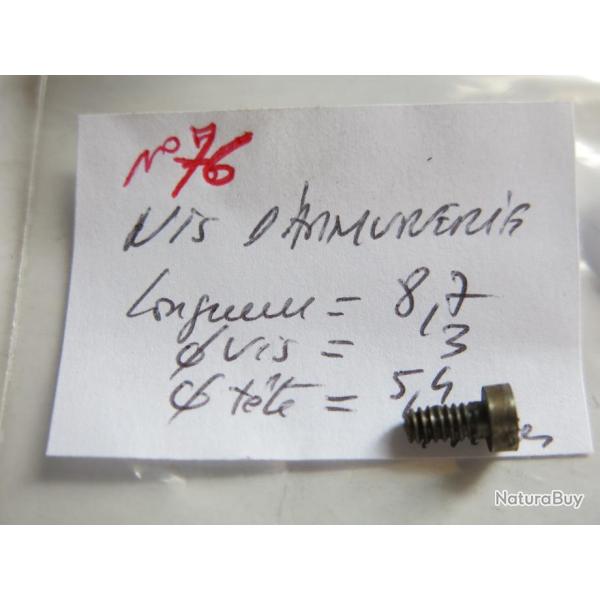 N° 76
VIS D'ARMURERIE
Longueur = 8,7
φ VIS = 3
φ tête = 5,4
NaturaBuy